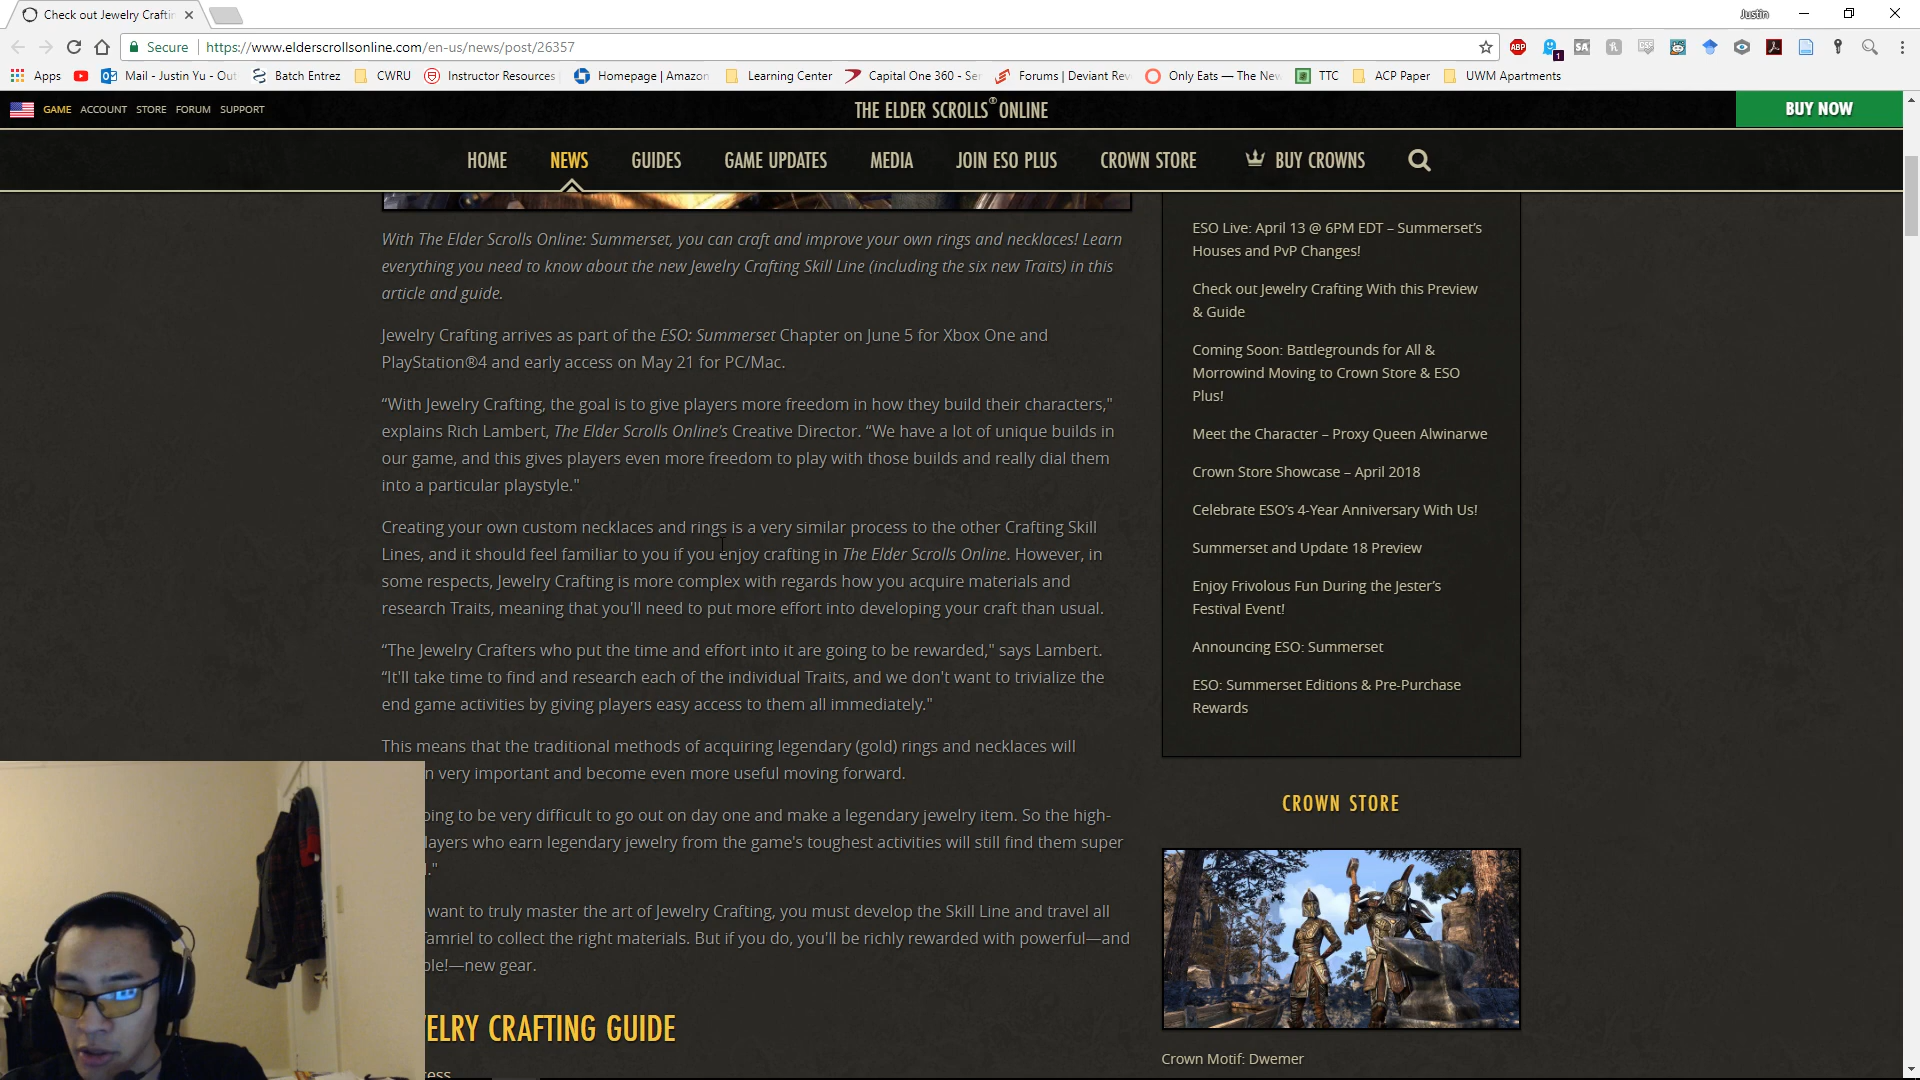 Check out Jewelry Craftin
Justin
Secure
https://www.elderscrollsonline.com/en-us/news/post/26357
ABP
1
SA
CSS
Apps
Mail - Justin Yu - Out
Batch Entrez
CWRU
Instructor Resources
Homepage | Amazon
Learning Center
Capital One 360 - Se
Forums | Deviant Rev
Only Eats — The New
TTC
ACP Paper
UWM Apartments
GAME ACCOUNT STORE FORUM SUPPORT
THE ELDER SCROLLS® ONLINE
BUY NOW
HOME NEWS GUIDES GAME UPDATES MEDIA JOIN ESO PLUS CROWN STORE BUY CROWNS
With The Elder Scrolls Online: Summerset, you can craft and improve your own rings and necklaces! Learn
everything you need to know about the new Jewelry Crafting Skill Line (including the six new Traits) in this
article and guide.
Jewelry Crafting arrives as part of the ESO: Summerset Chapter on June 5 for Xbox One and
PlayStation®4 and early access on May 21 for PC/Mac.
“With Jewelry Crafting, the goal is to give players more freedom in how they build their characters,"
explains Rich Lambert, The Elder Scrolls Online's Creative Director. “We have a lot of unique builds in
our game, and this gives players even more freedom to play with those builds and really dial them
into a particular playstyle."
Creating your own custom necklaces and rings is a very similar process to the other Crafting Skill
Lines, and it should feel familiar to you if you enjoy crafting in The Elder Scrolls Online. However, in
some respects, Jewelry Crafting is more complex with regards how you acquire materials and
research Traits, meaning that you'll need to put more effort into developing your craft than usual.
“The Jewelry Crafters who put the time and effort into it are going to be rewarded," says Lambert.
“It'll take time to find and research each of the individual Traits, and we don't want to trivialize the
end game activities by giving players easy access to them all immediately."
This means that the traditional methods of acquiring legendary (gold) rings and necklaces will
n very important and become even more useful moving forward.
oing to be very difficult to go out on day one and make a legendary jewelry item. So the high-
layers who earn legendary jewelry from the game's toughest activities will still find them super
."
want to truly master the art of Jewelry Crafting, you must develop the Skill Line and travel all
Tamriel to collect the right materials. But if you do, you'll be richly rewarded with powerful—and
ble!—new gear.
ELRY CRAFTING GUIDE
ess
ESO Live: April 13 @ 6PM EDT – Summerset’s
Houses and PvP Changes!
Check out Jewelry Crafting With this Preview
& Guide
Coming Soon: Battlegrounds for All &
Morrowind Moving to Crown Store & ESO
Plus!
Meet the Character – Proxy Queen Alwinarwe
Crown Store Showcase – April 2018
Celebrate ESO’s 4-Year Anniversary With Us!
Summerset and Update 18 Preview
Enjoy Frivolous Fun During the Jester’s
Festival Event!
Announcing ESO: Summerset
ESO: Summerset Editions & Pre-Purchase
Rewards
CROWN STORE
Crown Motif: Dwemer